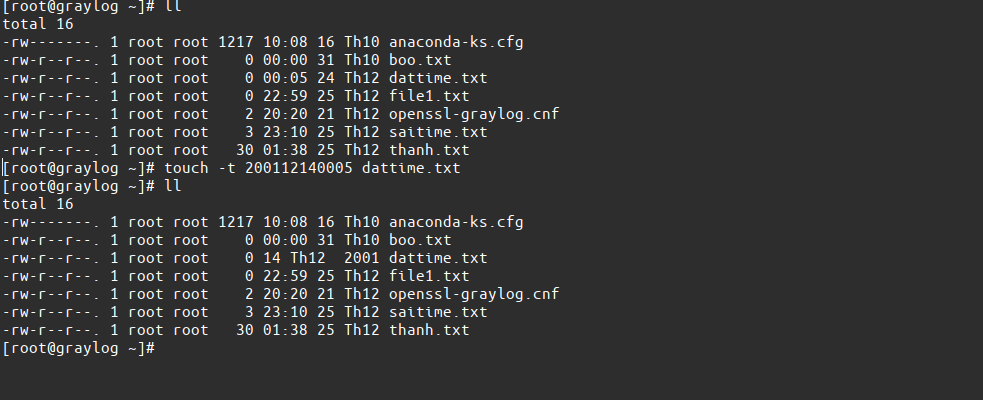 [root@graylog ~]# ll
total 16
-rw-------. 1 root root 1217 10:08 16 Th10 anaconda-ks.cfg
-rw-r--r--. 1 root root    0 00:00 31 Th10 boo.txt
-rw-r--r--. 1 root root    0 00:05 24 Th12 dattime.txt
-rw-r--r--. 1 root root    0 22:59 25 Th12 file1.txt
-rw-r--r--. 1 root root    2 20:20 21 Th12 openssl-graylog.cnf
-rw-r--r--. 1 root root    3 23:10 25 Th12 saitime.txt
-rw-r--r--. 1 root root   30 01:38 25 Th12 thanh.txt
[root@graylog ~]# touch -t 200112140005 dattime.txt
[root@graylog ~]# ll
total 16
-rw-------. 1 root root 1217 10:08 16 Th10 anaconda-ks.cfg
-rw-r--r--. 1 root root    0 00:00 31 Th10 boo.txt
-rw-r--r--. 1 root root    0 14 Th12  2001 dattime.txt
-rw-r--r--. 1 root root    0 22:59 25 Th12 file1.txt
-rw-r--r--. 1 root root    2 20:20 21 Th12 openssl-graylog.cnf
-rw-r--r--. 1 root root    3 23:10 25 Th12 saitime.txt
-rw-r--r--. 1 root root   30 01:38 25 Th12 thanh.txt
[root@graylog ~]#